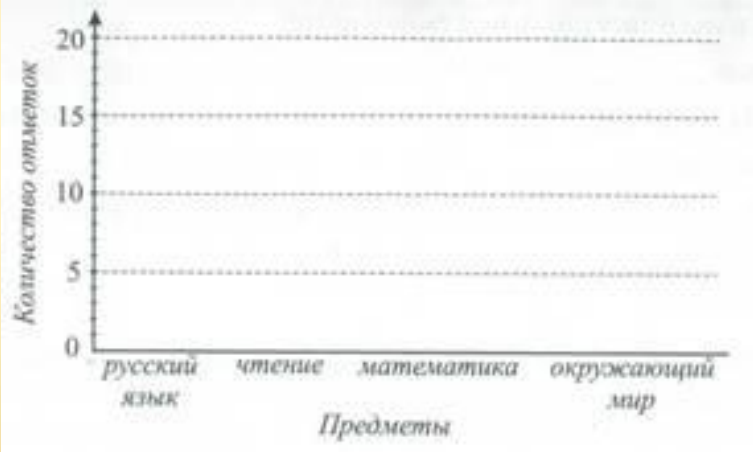 Количество отметок
20
15
10
5
0
русский чтение математика окружающий
язык мир
Предметы